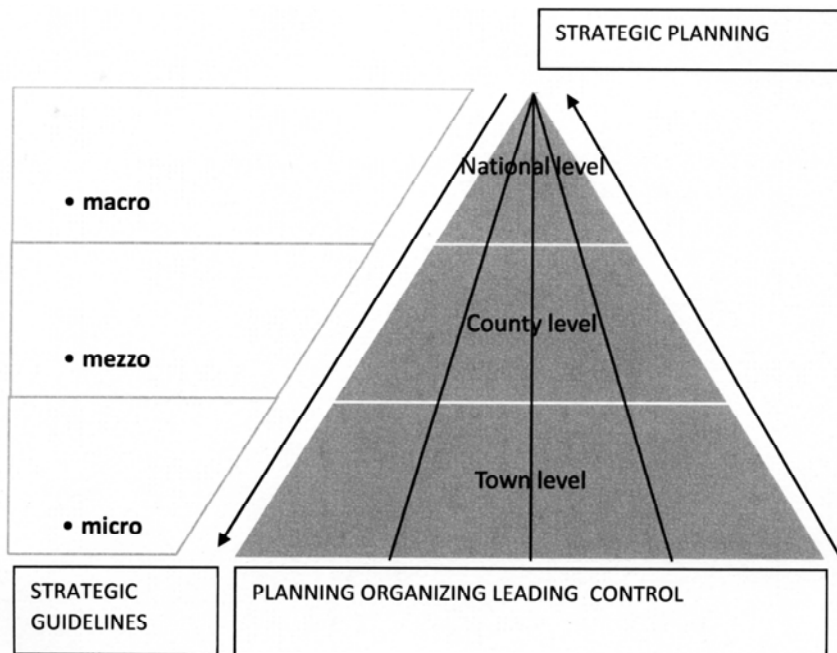 STRATEGIC PLANNING
National level
• macro
County level
• mezzo
Town level
• micro
STRATEGIC
GUIDELINES
PLANNING ORGANIZING LEADING CONTROL